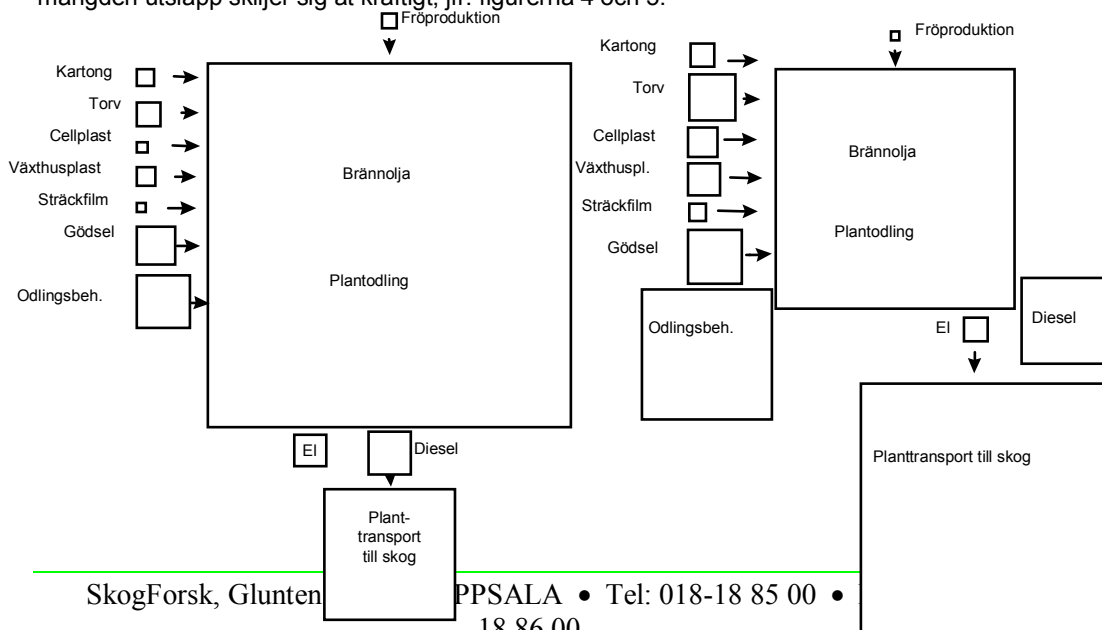 mängden utsläpp skiljer sig åt kraftigt, jfr. figurerna 4 och 5.
Fröproduktion
Kartong
Torv
Cellplast
Växthusplast
Sträckfilm
Gödsel
Odlingsbeh.
Brännolja
Plantodling
El
Diesel
Plant-
transport
till skog
Fröproduktion
Kartong
Torv
Cellplast
Växthuspl.
Sträckfilm
Gödsel
Odlingsbeh.
Brännolja
Plantodling
El
Diesel
Planttransport till skog
SkogForsk, Glunten PPSALA • Tel: 018-18 85 00 •
18 86 00